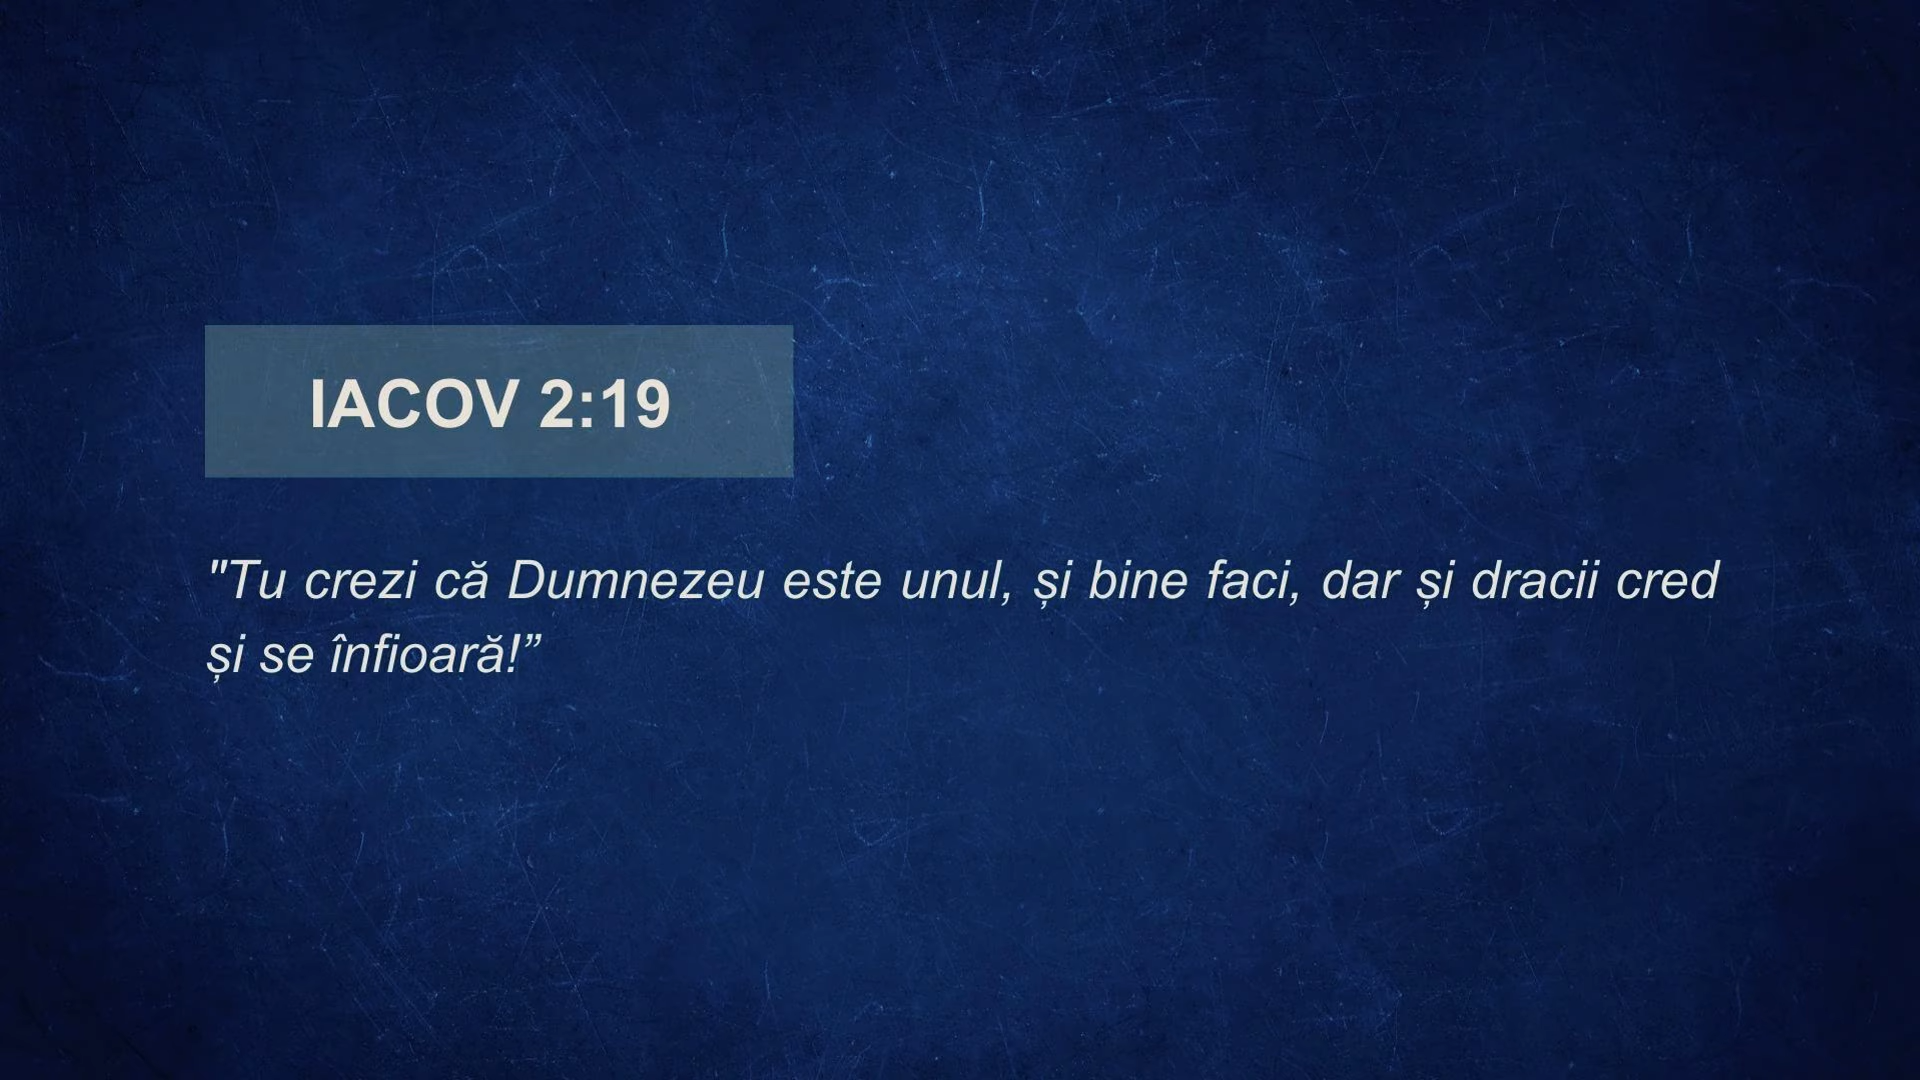 IACOV 2:19
"Tu crezi că Dumnezeu este unul, și bine faci, dar și dracii cred
și se înfioară!”